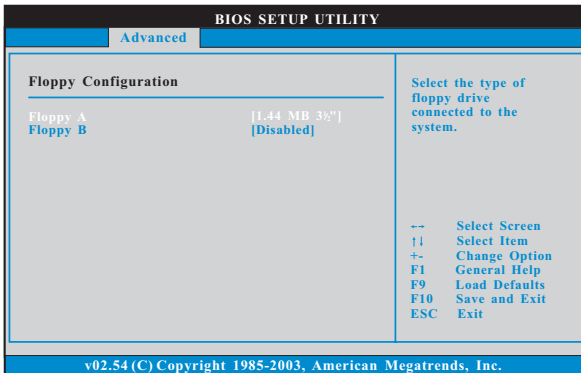 BIOS SETUP UTILITY
Advanced
Floppy Configuration
Floppy A [1.44 MB 3½"]
Floppy B [Disabled]
Select the type of
floppy drive
connected to the
system.
←→ Select Screen
↑↓ Select Item
+- Change Option
F1 General Help
F9 Load Defaults
F10 Save and Exit
ESC Exit
v02.54 (C) Copyright 1985-2003, American Megatrends, Inc.